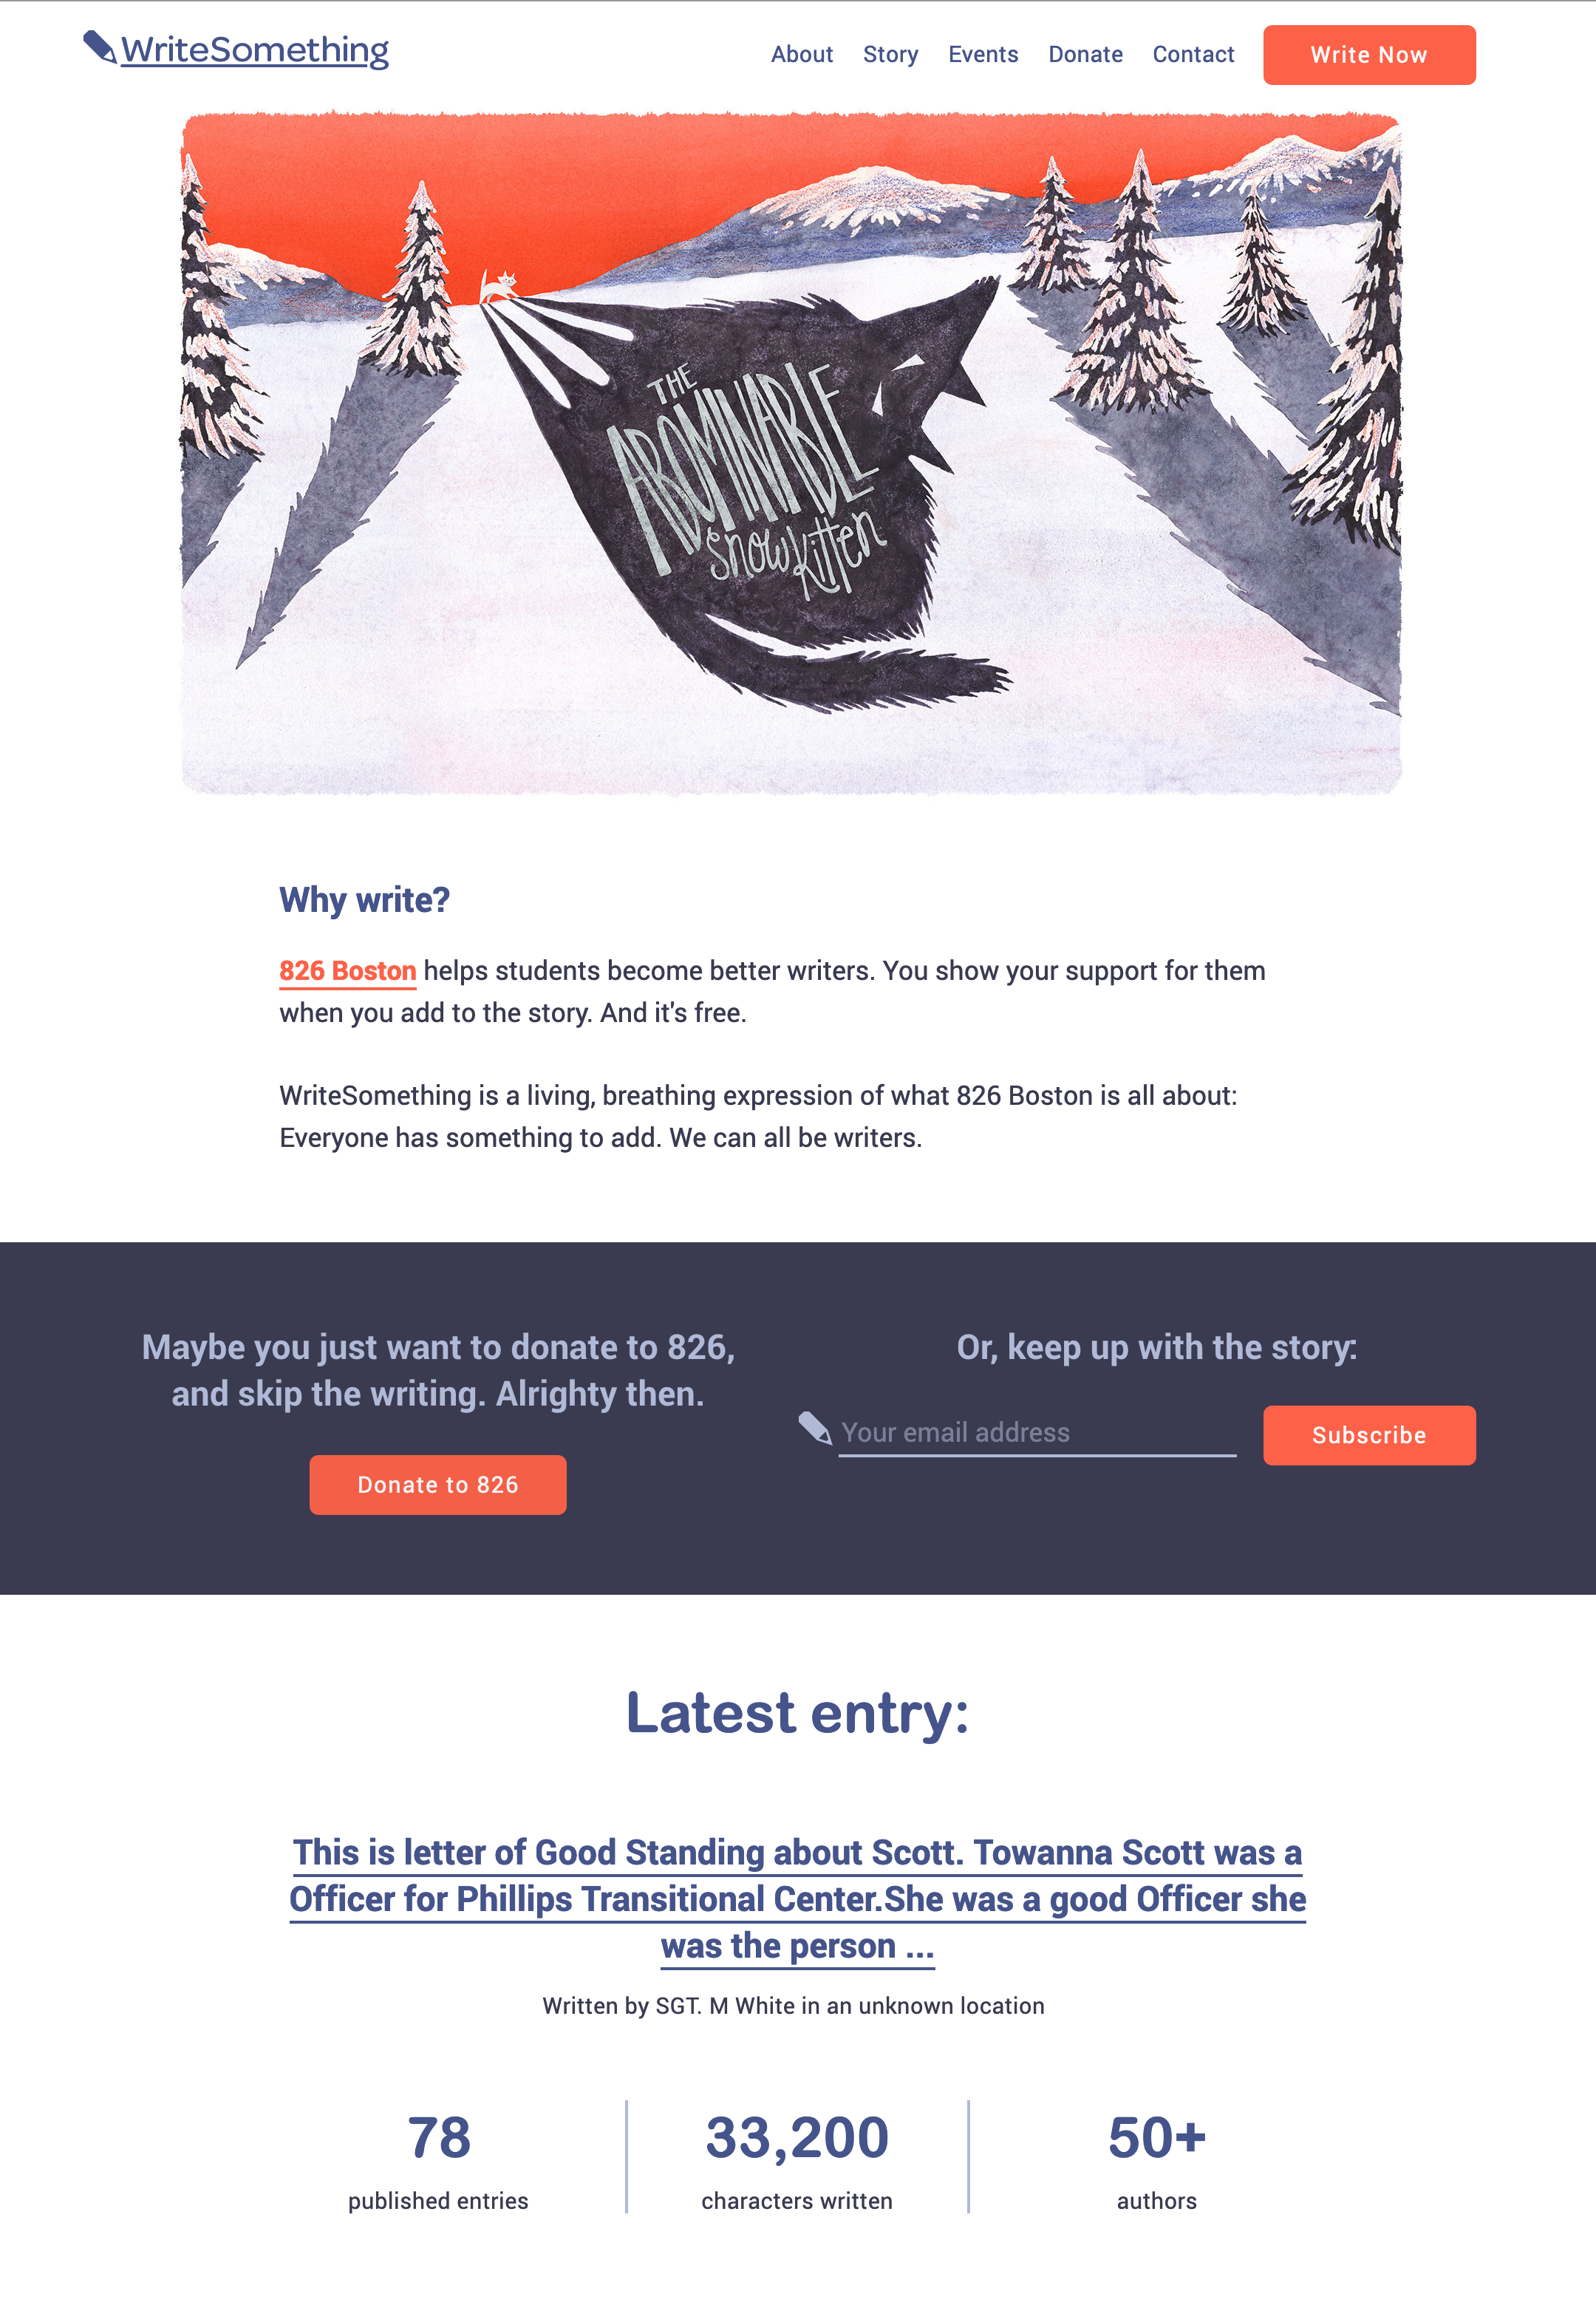 WriteSomething
About Story Events Donate Contact Write Now
THE
ABOMINABLE
snow kitten
Why write?
826 Boston helps students become better writers. You show your support for them
when you add to the story. And it's free.
WriteSomething is a living, breathing expression of what 826 Boston is all about:
Everyone has something to add. We can all be writers.
Maybe you just want to donate to 826,
and skip the writing. Alrighty then.
Donate to 826
Or, keep up with the story:
Your email address
Subscribe
Latest entry:
This is letter of Good Standing about Scott. Towanna Scott was a
Officer for Phillips Transitional Center.She was a good Officer she
was the person ...
Written by SGT. M White in an unknown location
78
published entries
33,200
characters written
50+
authors